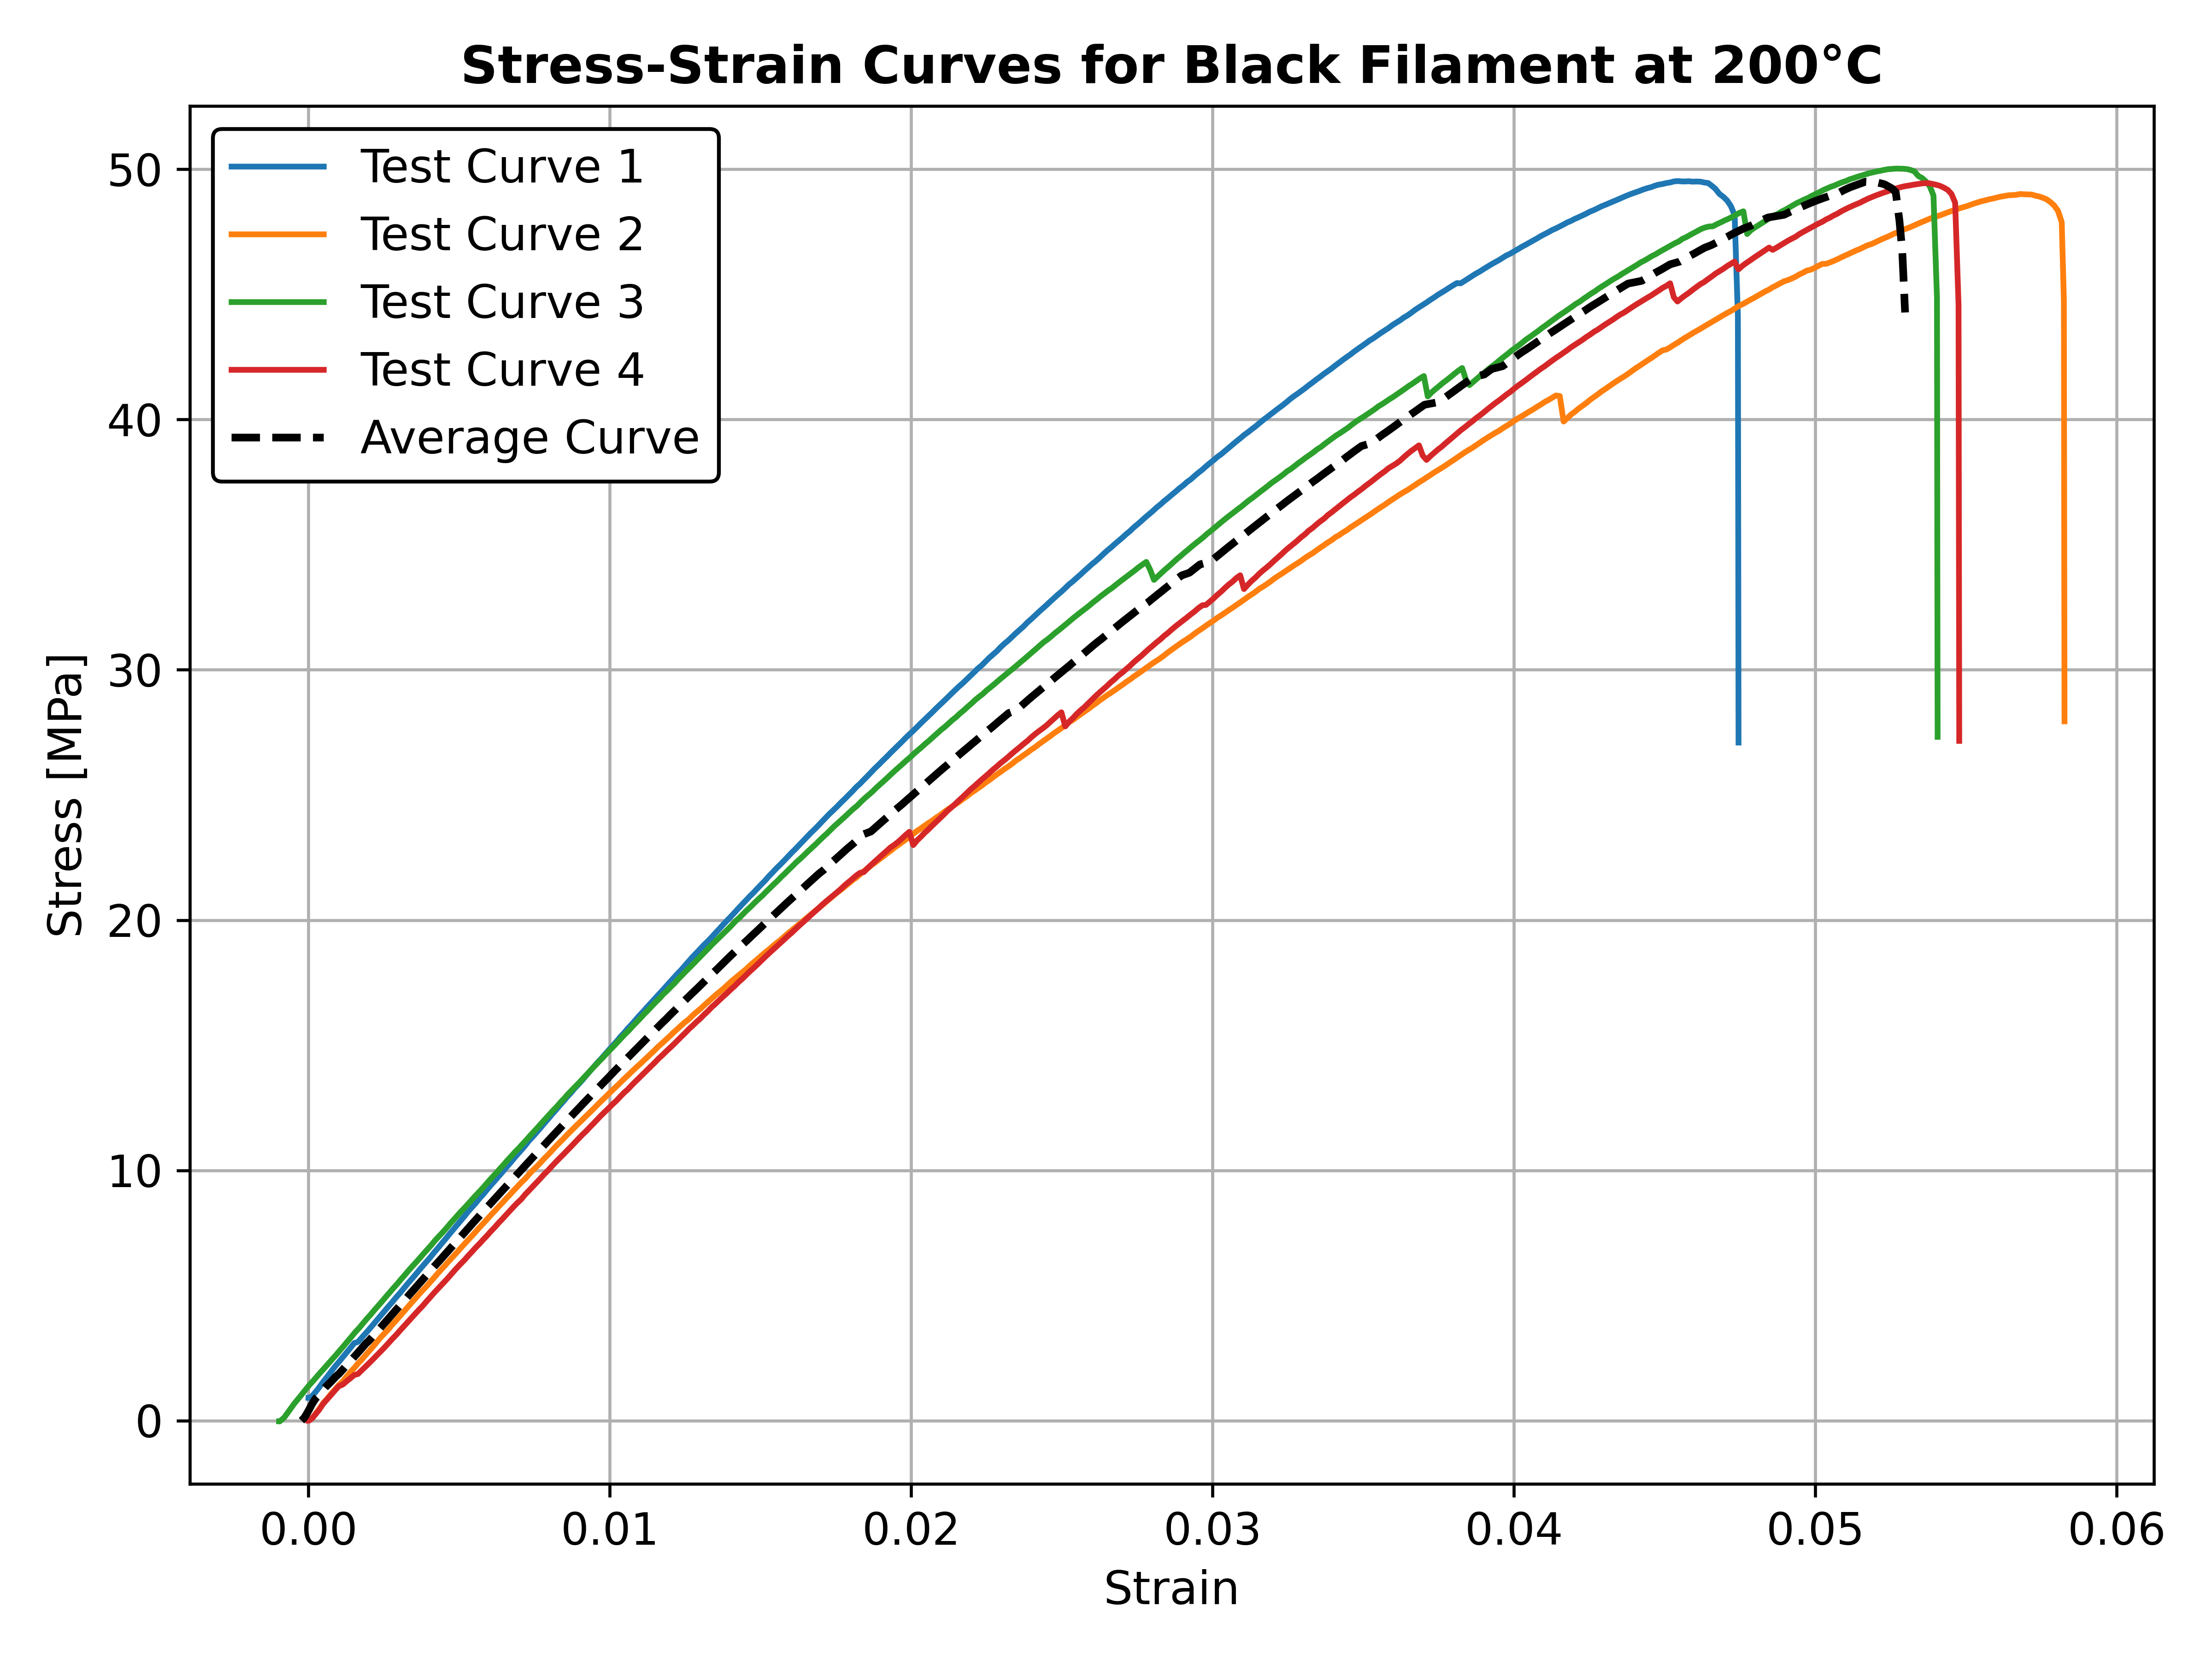 Stress-Strain Curves for Black Filament at 200°C
Test Curve 1
Test Curve 2
Test Curve 3
Test Curve 4
Average Curve
Stress [MPa]
50
40
30
20
10
0
0.00 0.01 0.02 0.03 0.04 0.05 0.06
Strain